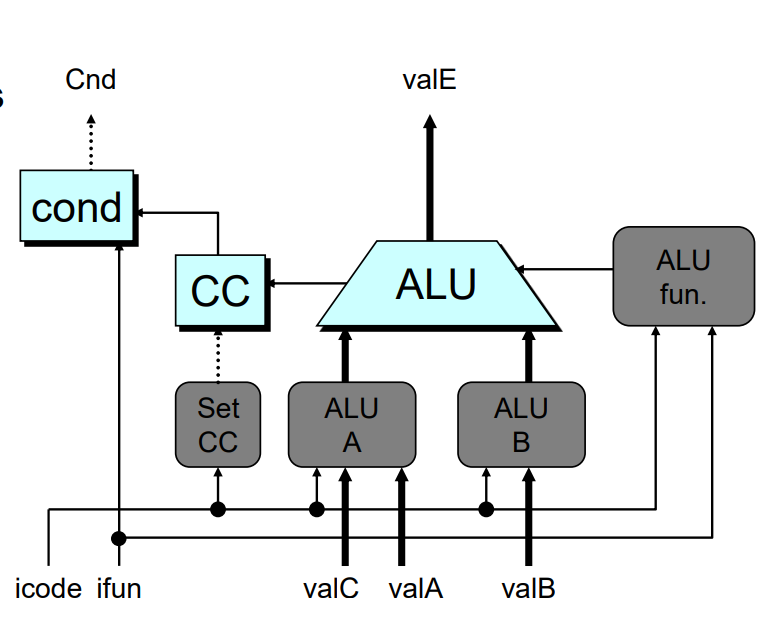 Cnd valE
s
cond
ALU
fun.
CC
ALU
Set
CC
ALU
A
ALU
B
icode ifun valC valA valB